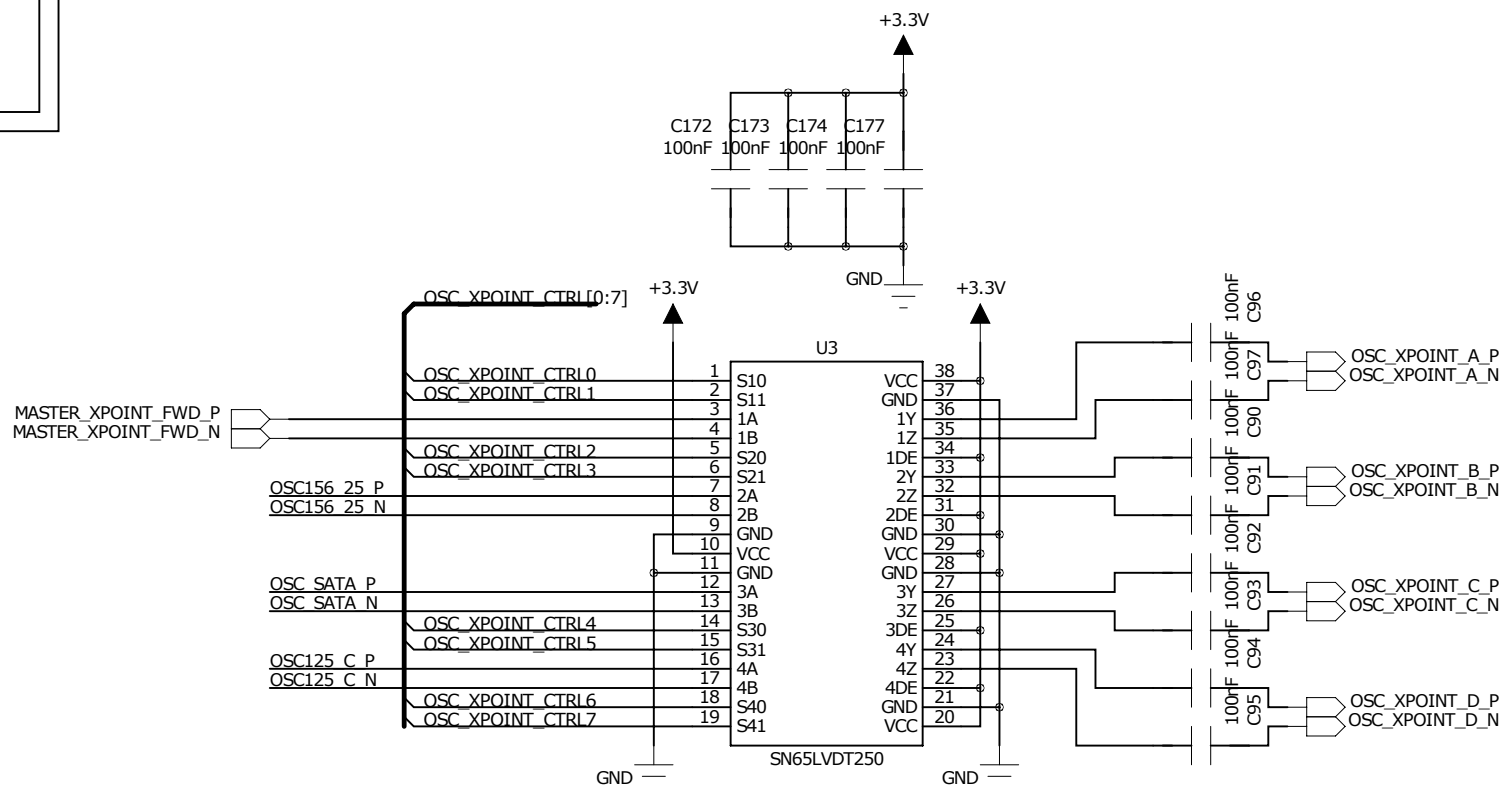 +3.3V
C172 C173 C174 C177
100nF 100nF 100nF 100nF
GND
OSC_XPOINT_CTRL[0:7]
+3.3V
+3.3V
U3
OSC_XPOINT_CTRL0
OSC_XPOINT_CTRL1
MASTER_XPOINT_FWD_P
MASTER_XPOINT_FWD_N
OSC_XPOINT_CTRL2
OSC_XPOINT_CTRL3
OSC156_25_P
OSC156_25_N
OSC_SATA_P
OSC_SATA_N
OSC_XPOINT_CTRL4
OSC_XPOINT_CTRL5
OSC125_C_P
OSC125_C_N
OSC_XPOINT_CTRL6
OSC_XPOINT_CTRL7
1 S10 VCC 38
2 S11 GND 37
3 1A 1Y 36
4 1B 1Z 35
5 S20 1DE 34
6 S21 2Y 33
7 2A 2Z 32
8 2B 2DE 31
9 GND GND 30
10 VCC VCC 29
11 GND GND 28
12 3A 3Y 27
13 3B 3Z 26
14 S30 3DE 25
15 S31 4Y 24
16 4A 4Z 23
17 4B 4DE 22
18 S40 GND 21
19 S41 VCC 20
SN65LVDT250
GND
GND
100nF
C96
100nF
C97
100nF
C90
100nF
C91
100nF
C92
100nF
C93
100nF
C94
100nF
C95
OSC_XPOINT_A_P
OSC_XPOINT_A_N
OSC_XPOINT_B_P
OSC_XPOINT_B_N
OSC_XPOINT_C_P
OSC_XPOINT_C_N
OSC_XPOINT_D_P
OSC_XPOINT_D_N